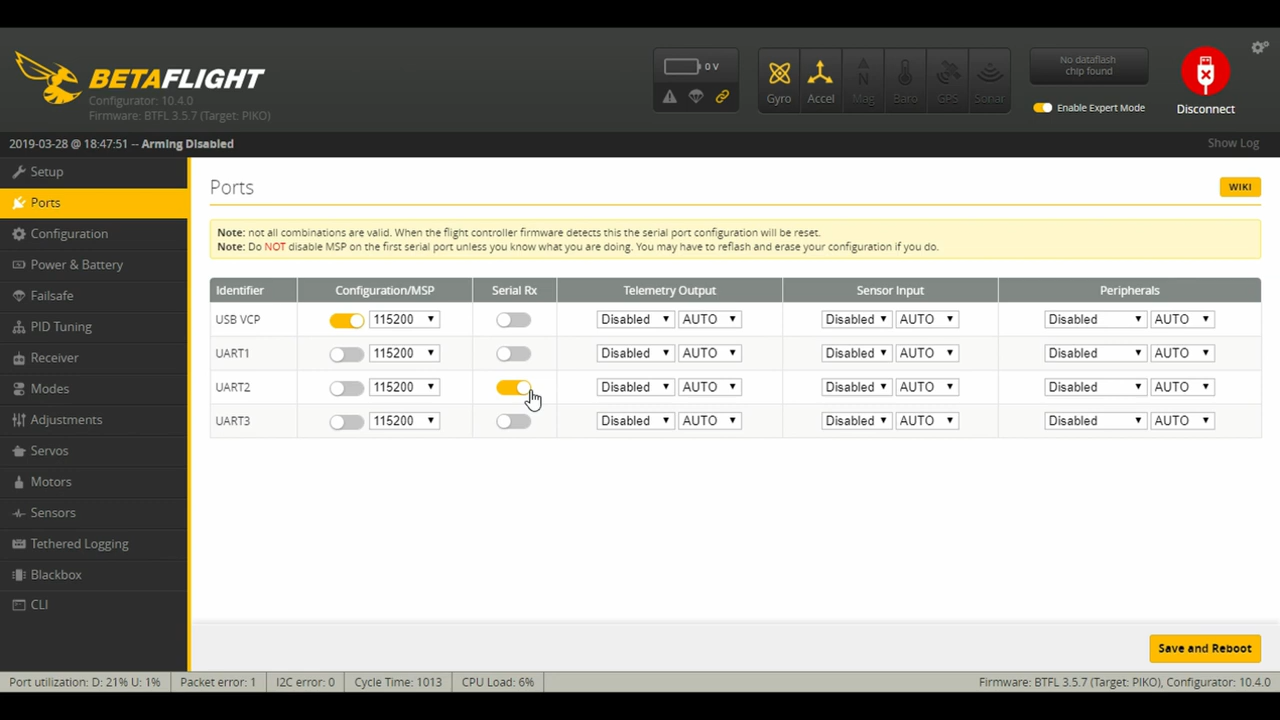 BETAFLIGHT
Configurator: 10.4.0
Firmware: BTFL 3.5.7 (Target: PIKO)
0 V
Gyro Accel Mag Baro GPS Sonar
No dataflash
chip found
Enable Expert Mode
Disconnect
2019-03-28 @ 18:47:51 -- Arming Disabled
Show Log
Setup
Ports
Configuration
Power & Battery
Failsafe
PID Tuning
Receiver
Modes
Adjustments
Servos
Motors
Sensors
Tethered Logging
Blackbox
CLI
Ports
WIKI
Note: not all combinations are valid. When the flight controller firmware detects this the serial port configuration will be reset.
Note: Do NOT disable MSP on the first serial port unless you know what you are doing. You may have to reflash and erase your configuration if you do.
Identifier Configuration/MSP Serial Rx Telemetry Output Sensor Input Peripherals
USB VCP 115200 Disabled AUTO Disabled AUTO Disabled AUTO
UART1 115200 Disabled AUTO Disabled AUTO Disabled AUTO
UART2 115200 Disabled AUTO Disabled AUTO Disabled AUTO
UART3 115200 Disabled AUTO Disabled AUTO Disabled AUTO
Save and Reboot
Port utilization: D: 21% U: 1% Packet error: 1 I2C error: 0 Cycle Time: 1013 CPU Load: 6% Firmware: BTFL 3.5.7 (Target: PIKO), Configurator: 10.4.0